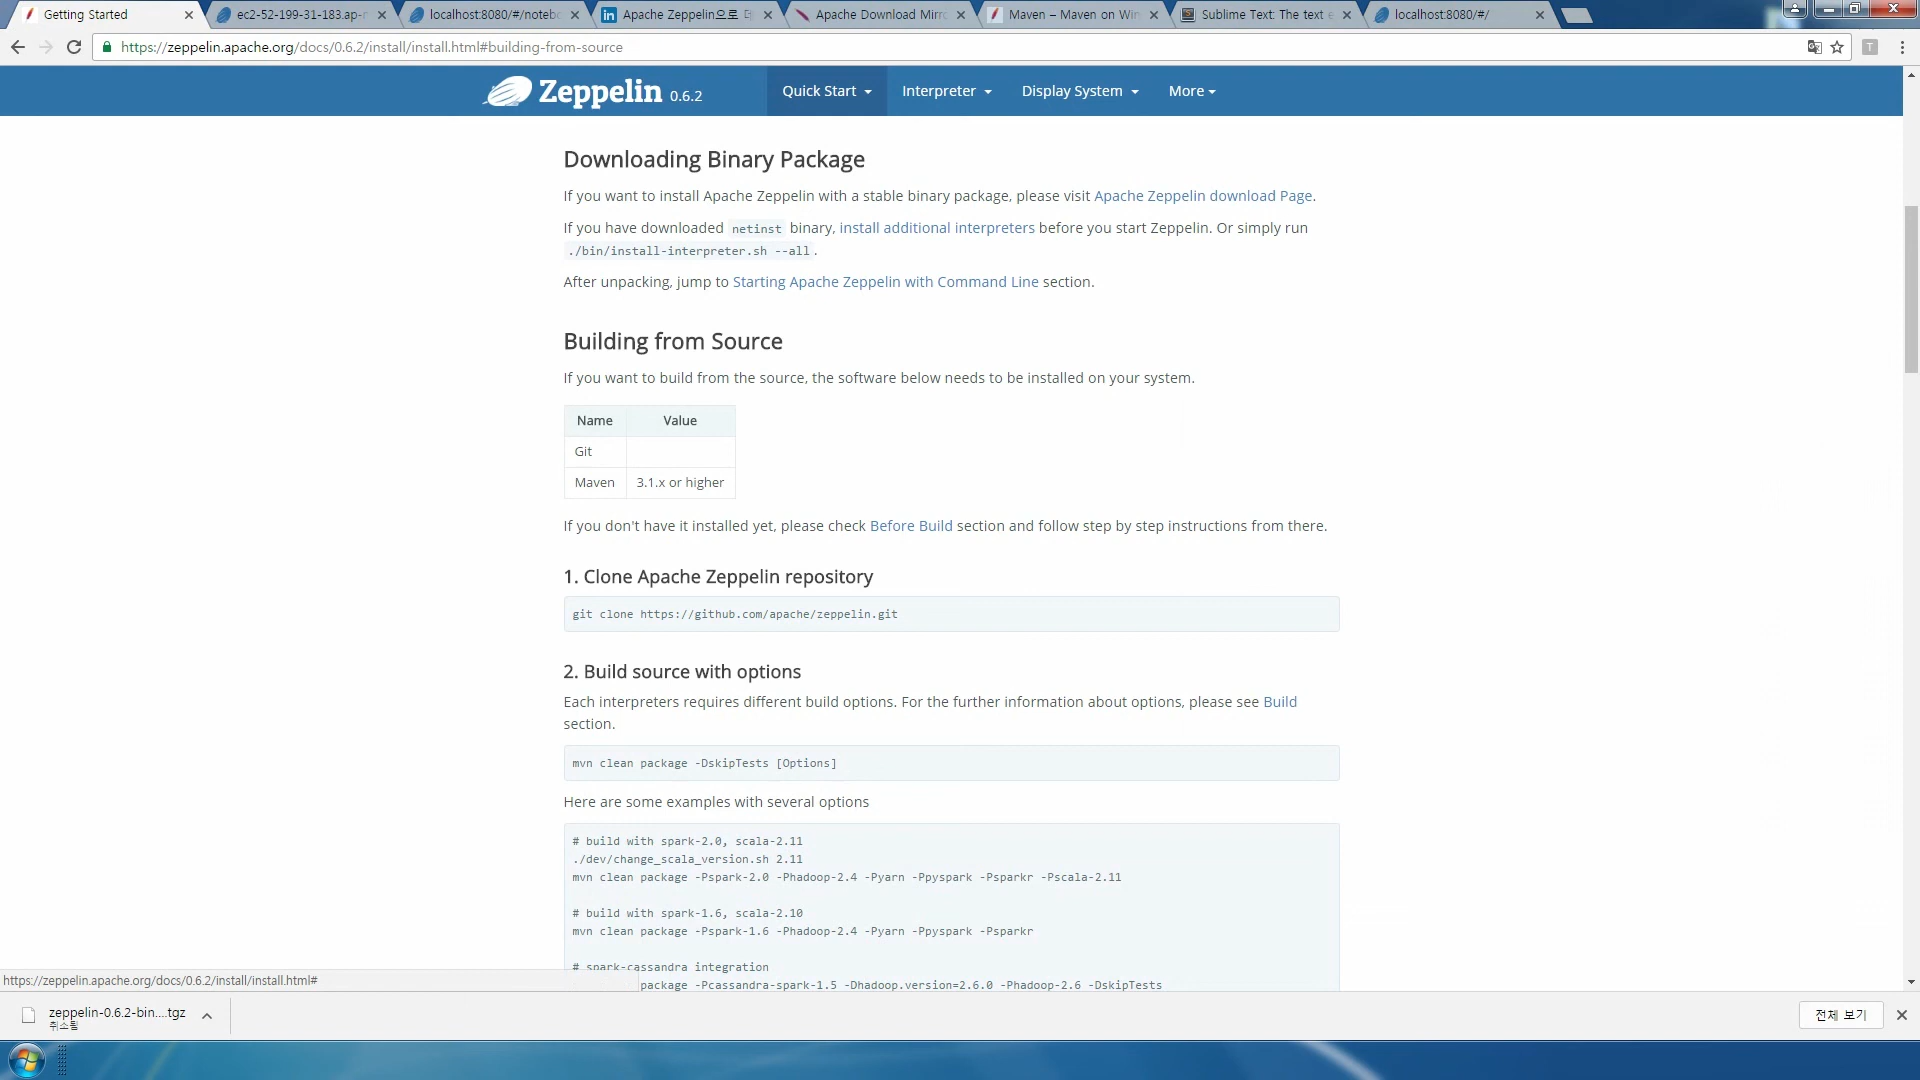 Getting Started
ec2-52-199-31-183.ap-n
localhost:8080/#/noteb
Apache Zeppelin으로 데
Apache Download Mirro
Maven – Maven on Win
Sublime Text: The text e
localhost:8080/#/
https://zeppelin.apache.org/docs/0.6.2/install/install.html#building-from-source
Zeppelin 0.6.2
Quick Start
Interpreter
Display System
More
Downloading Binary Package
If you want to install Apache Zeppelin with a stable binary package, please visit Apache Zeppelin download Page.
If you have downloaded netinst binary, install additional interpreters before you start Zeppelin. Or simply run
./bin/install-interpreter.sh --all.
After unpacking, jump to Starting Apache Zeppelin with Command Line section.
Building from Source
If you want to build from the source, the software below needs to be installed on your system.
Name Value
Git
Maven 3.1.x or higher
If you don't have it installed yet, please check Before Build section and follow step by step instructions from there.
1. Clone Apache Zeppelin repository
git clone https://github.com/apache/zeppelin.git
2. Build source with options
Each interpreters requires different build options. For the further information about options, please see Build
section.
mvn clean package -DskipTests [Options]
Here are some examples with several options
# build with spark-2.0, scala-2.11
./dev/change_scala_version.sh 2.11
mvn clean package -Pspark-2.0 -Phadoop-2.4 -Pyarn -Ppyspark -Psparkr -Pscala-2.11
# build with spark-1.6, scala-2.10
mvn clean package -Pspark-1.6 -Phadoop-2.4 -Pyarn -Ppyspark -Psparkr
# spark-cassandra integration
package -Pcassandra-spark-1.5 -Dhadoop.version=2.6.0 -Phadoop-2.6 -DskipTests
https://zeppelin.apache.org/docs/0.6.2/install/install.html#
zeppelin-0.6.2-bin....tgz
취소됨
전체 보기